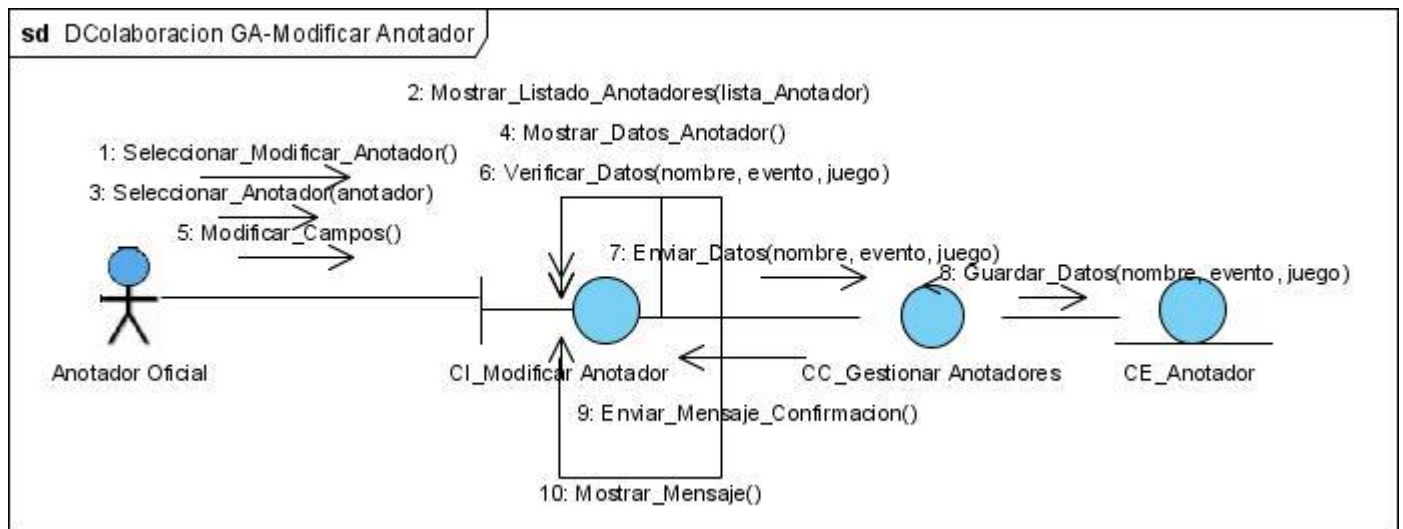 sd DColaboracion GA-Modificar Anotador
2: Mostrar_Listado_Anotadores(lista_Anotador)
4: Mostrar_Datos_Anotador()
1: Seleccionar_Modificar_Anotador()
6: Verificar_Datos(nombre, evento, juego)
3: Seleccionar_Anotador(anotador)
5: Modificar_Campos()
7: Enviar_Datos(nombre, evento, juego)
8: Guardar_Datos(nombre, evento, juego)
Anotador Oficial
CI_Modificar Anotador
CC_Gestionar Anotadores
CE_Anotador
9: Enviar_Mensaje_Confirmacion()
10: Mostrar_Mensaje()